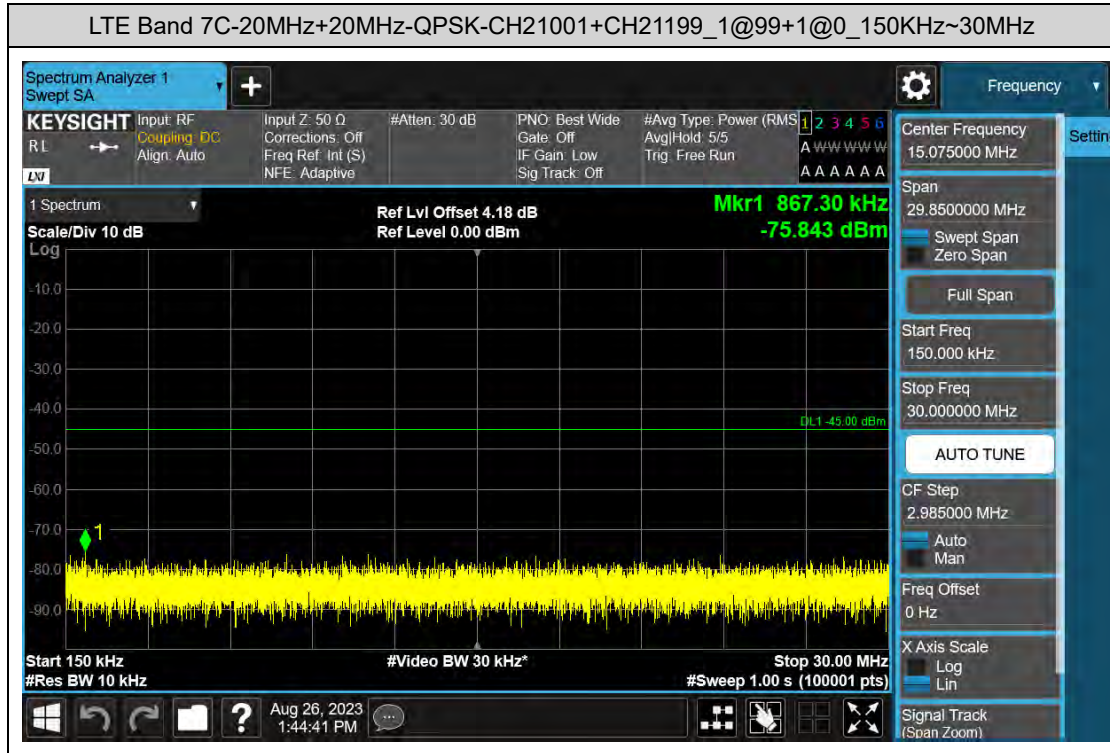 LTE Band 7C-20MHz+20MHz-QPSK-CH21001+CH21199_1@99+1@0_150KHz~30MHz
Spectrum Analyzer 1
Swept SA
+
Frequency
KEYSIGHT
RL
LXI
Input: RF
Coupling: DC
Align: Auto
Input Z: 50 Ω
Corrections: Off
Freq Ref: Int (S)
NFE: Adaptive
#Atten: 30 dB
PNO: Best Wide
Gate: Off
IF Gain: Low
Sig Track: Off
#Avg Type: Power (RMS
Avg|Hold: 5/5
Trig: Free Run
1 2 3 4 5 6
A W W W W W
A A A A A A
1 Spectrum
Scale/Div 10 dB
Log
Ref Lvl Offset 4.18 dB
Ref Level 0.00 dBm
Mkr1 867.30 kHz
-75.843 dBm
-10.0
-20.0
-30.0
-40.0
DL1 -45.00 dBm
-50.0
-60.0
-70.0
1
-80.0
-90.0
Start 150 kHz
#Res BW 10 kHz
#Video BW 30 kHz*
Stop 30.00 MHz
#Sweep 1.00 s (100001 pts)
Center Frequency
15.075000 MHz
Settin
Span
29.8500000 MHz
Swept Span
Zero Span
Full Span
Start Freq
150.000 kHz
Stop Freq
30.000000 MHz
AUTO TUNE
CF Step
2.985000 MHz
Auto
Man
Freq Offset
0 Hz
X Axis Scale
Log
Lin
Signal Track
(Span Zoom)
?
Aug 26, 2023
1:44:41 PM